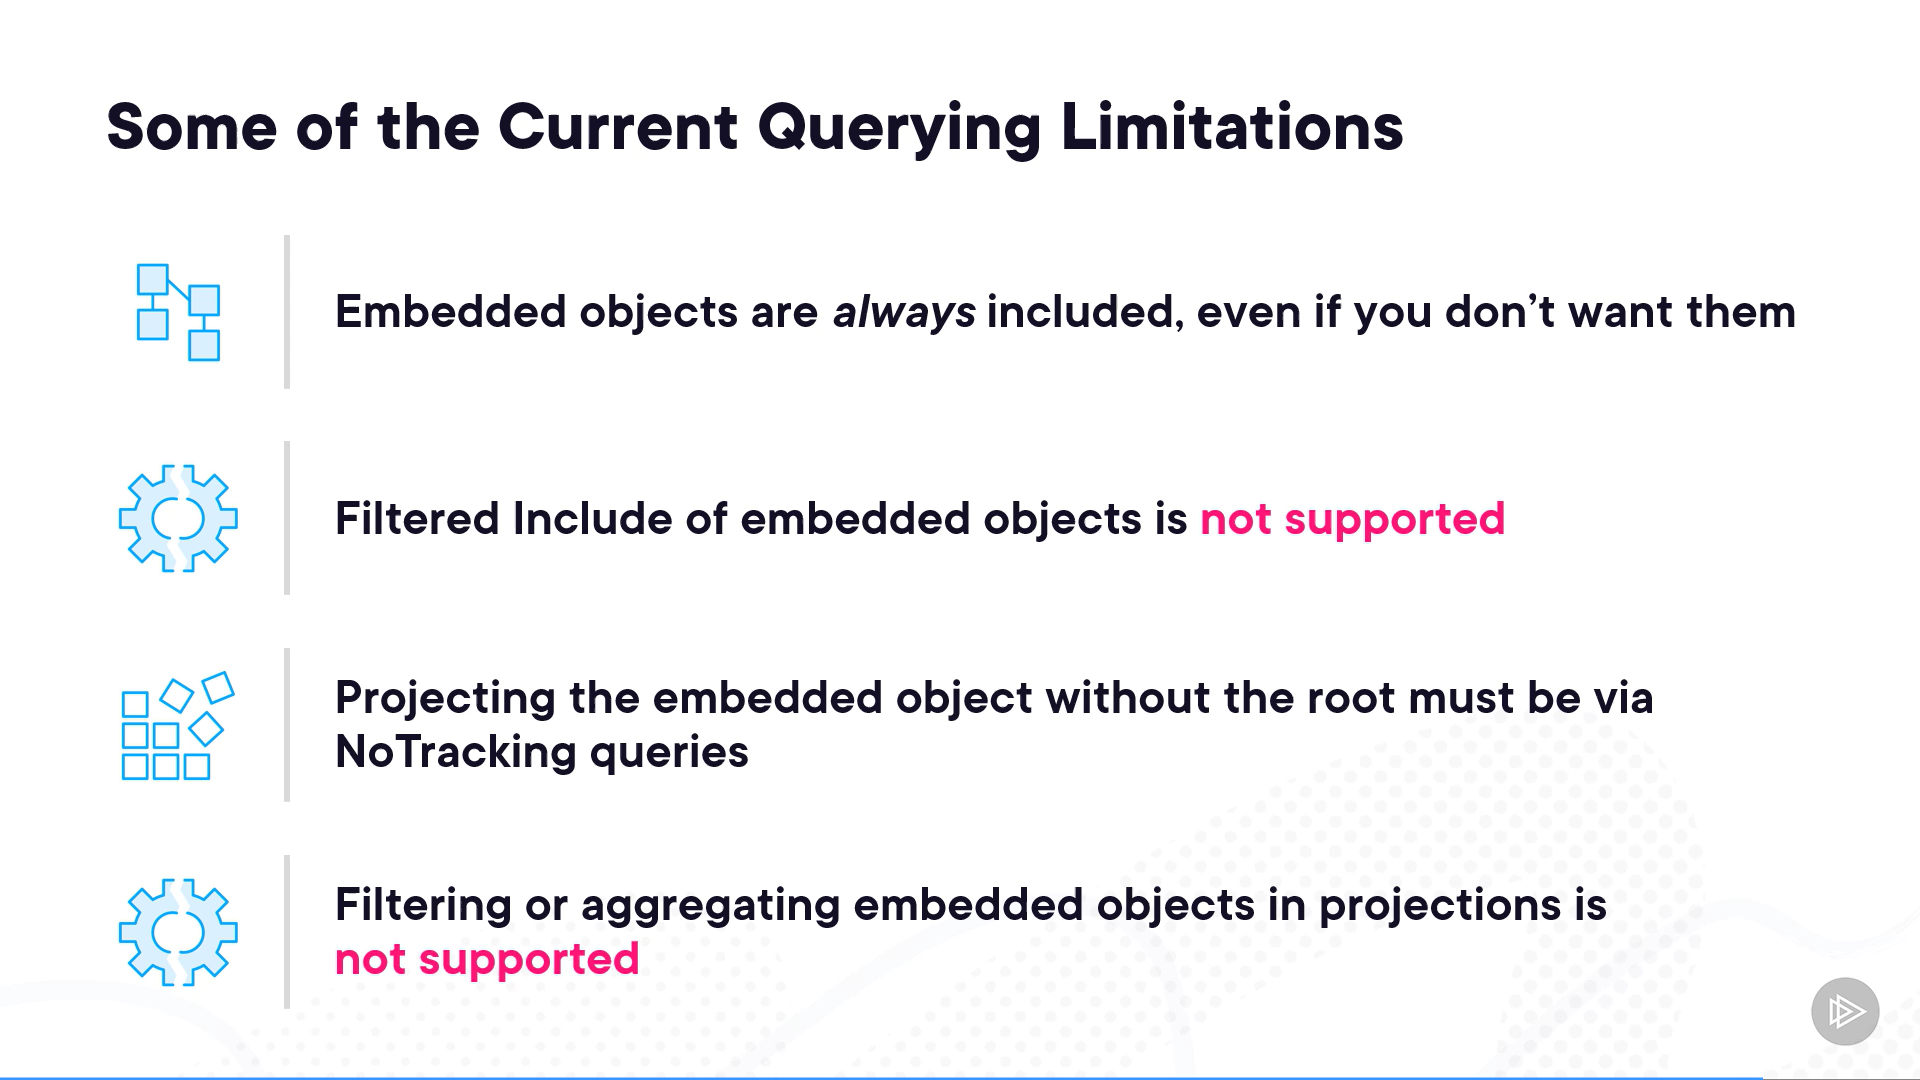 Some of the Current Querying Limitations
Embedded objects are always included, even if you don’t want them
Filtered Include of embedded objects is not supported
Projecting the embedded object without the root must be via
NoTracking queries
Filtering or aggregating embedded objects in projections is
not supported